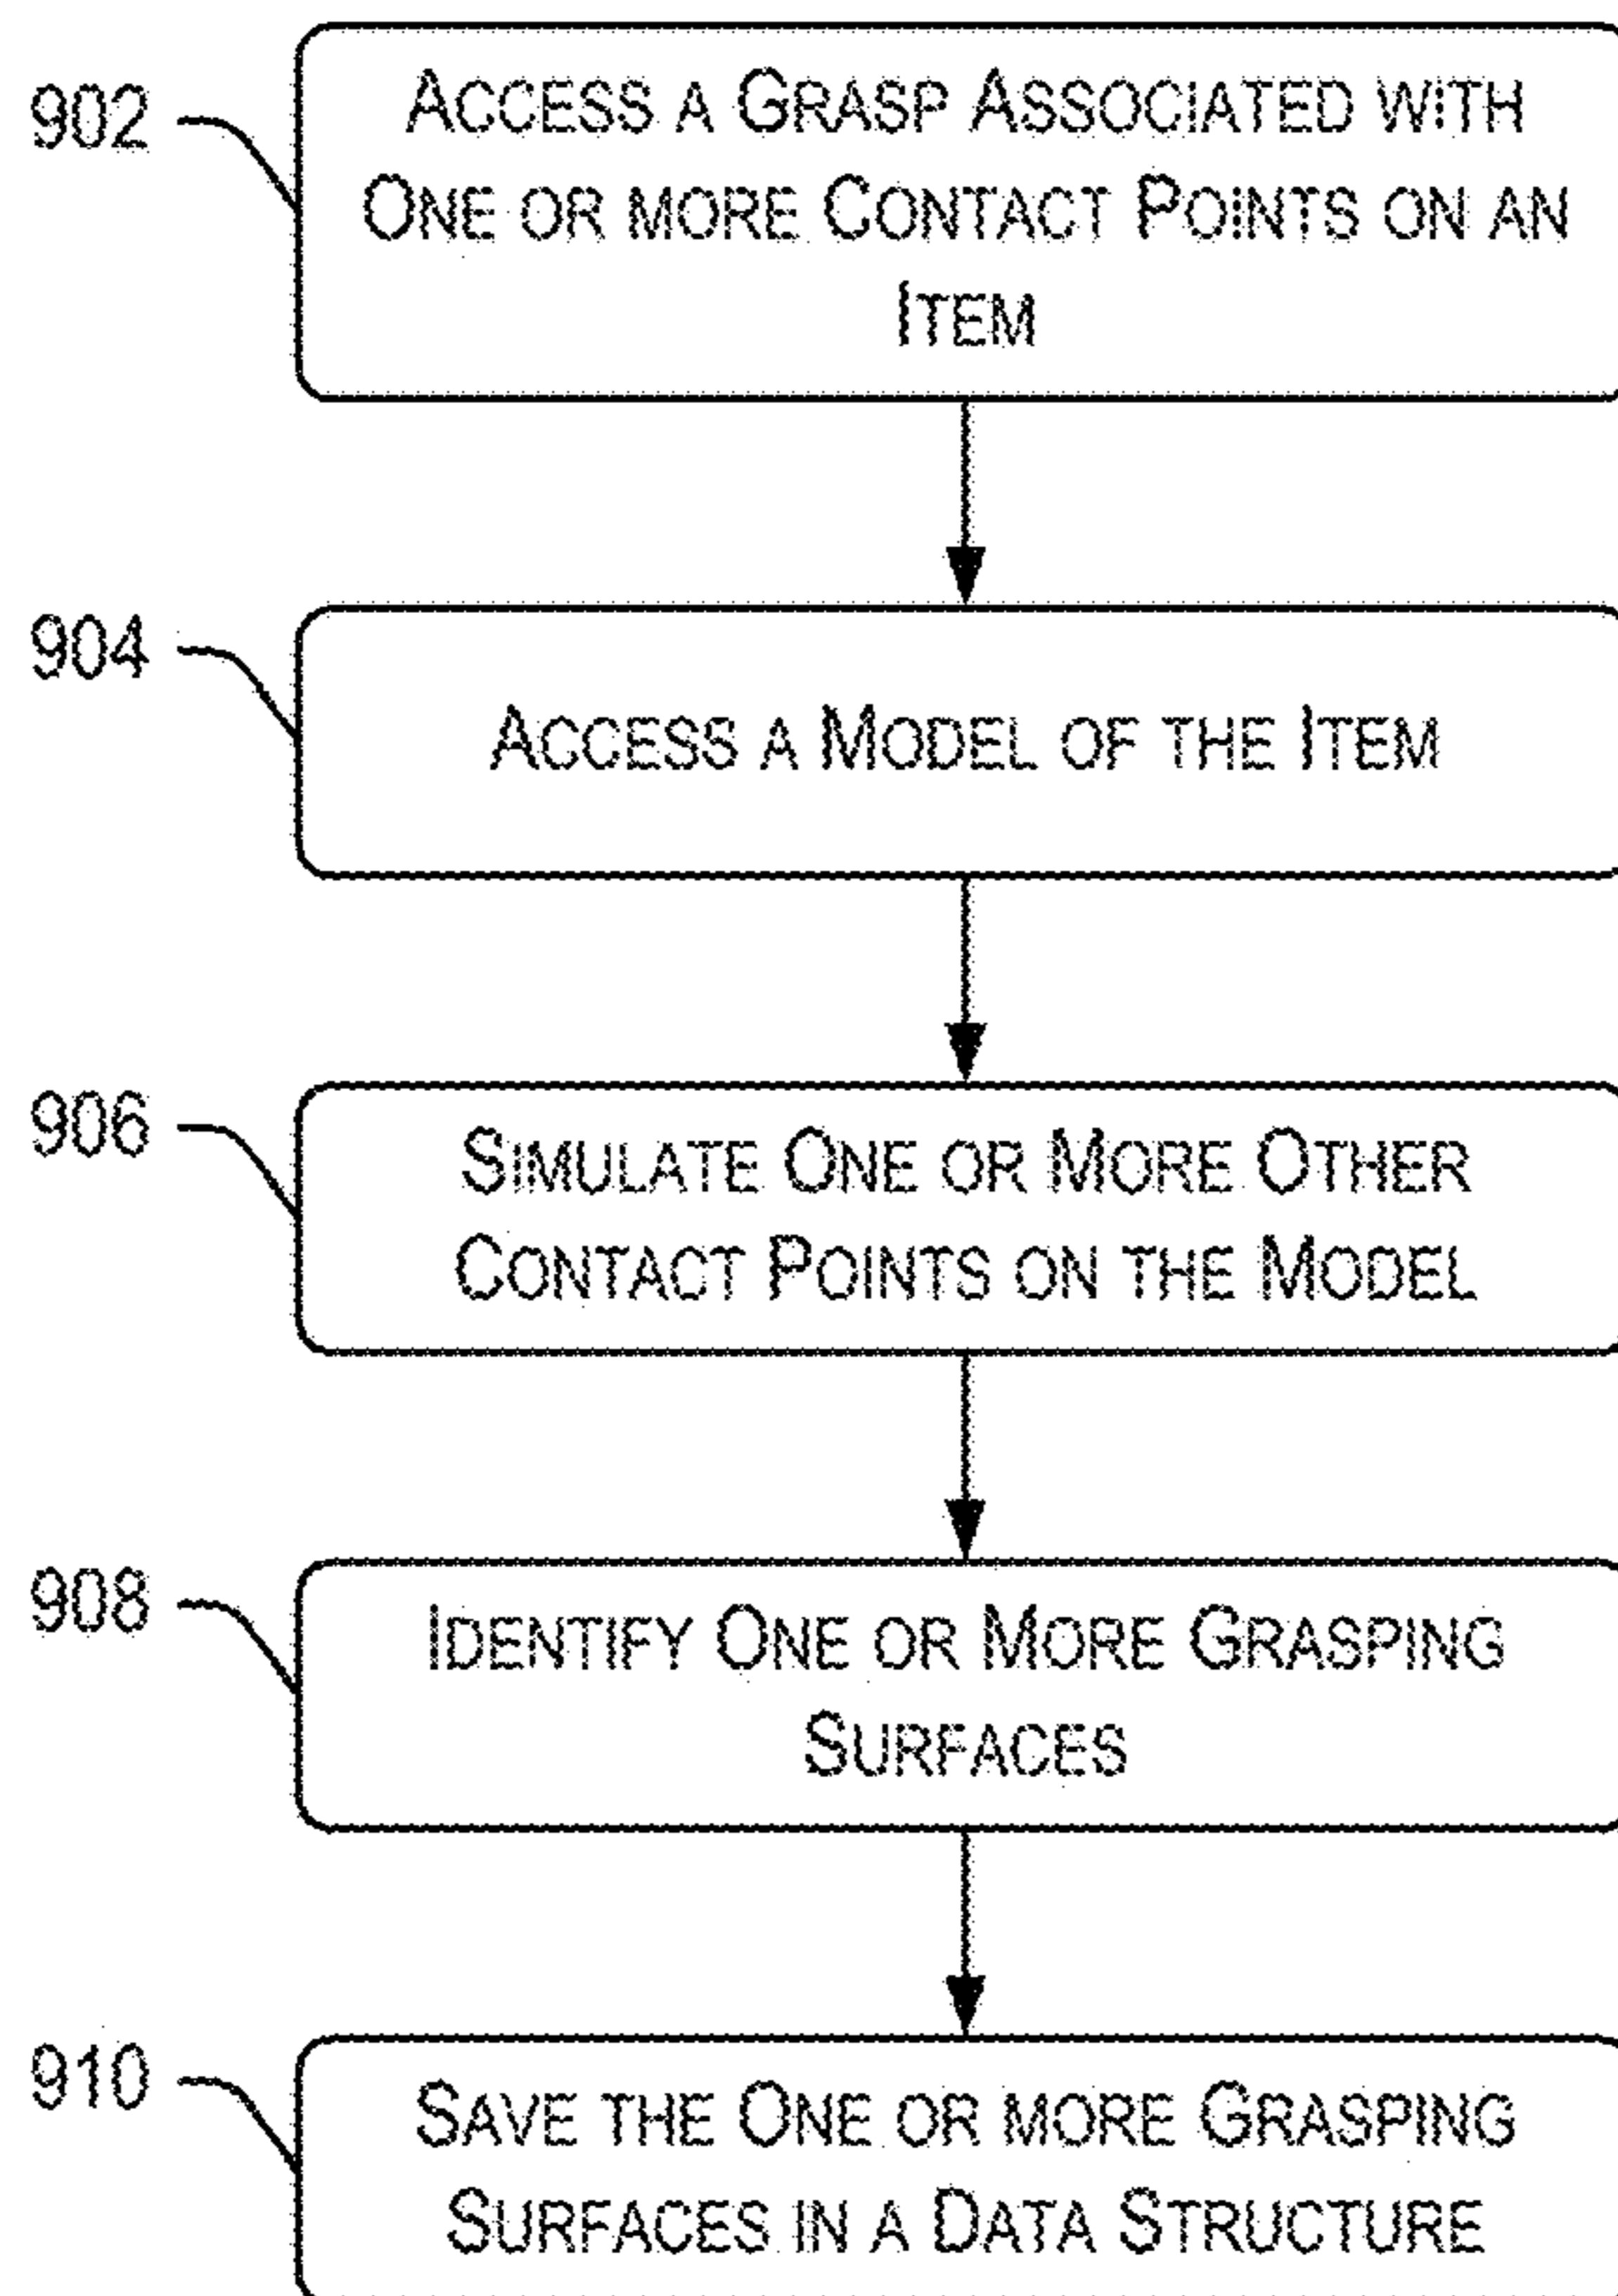 902
ACCESS A GRASP ASSOCIATED WITH
ONE OR MORE CONTACT POINTS ON AN
ITEM
904
ACCESS A MODEL OF THE ITEM
906
SIMULATE ONE OR MORE OTHER
CONTACT POINTS ON THE MODEL
908
IDENTIFY ONE OR MORE GRASPING
SURFACES
910
SAVE THE ONE OR MORE GRASPING
SURFACES IN A DATA STRUCTURE